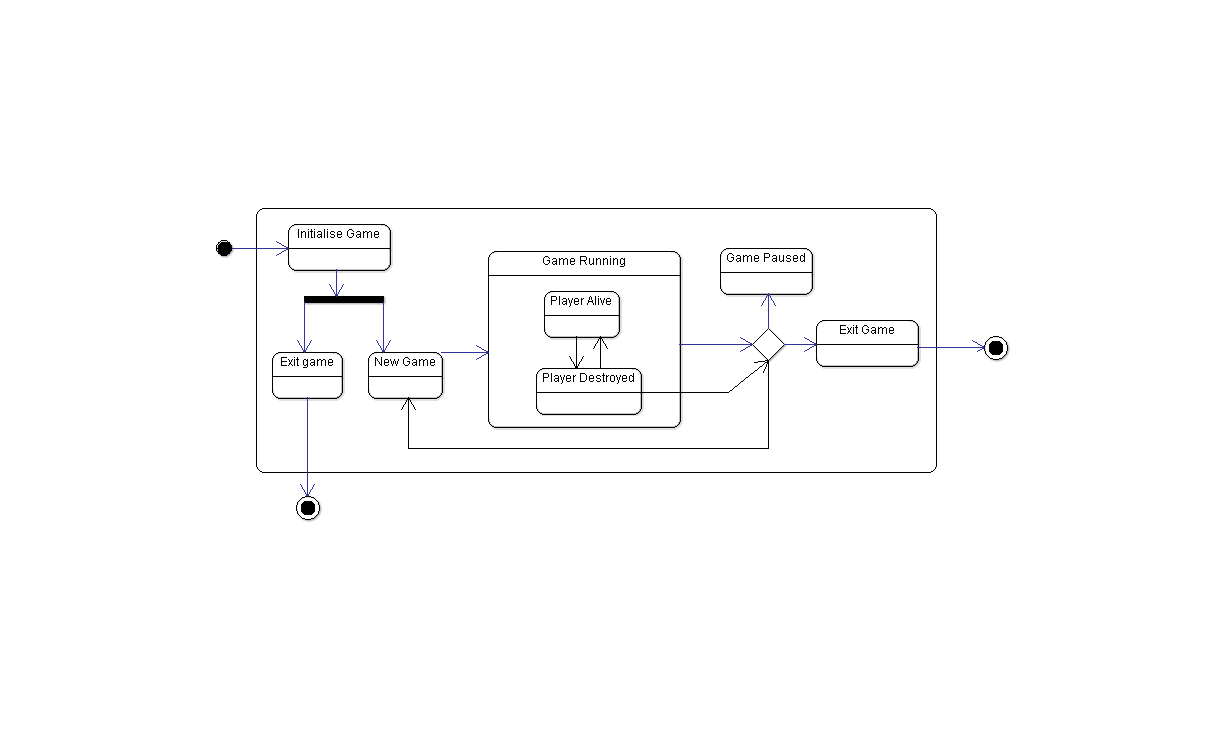 Initialise Game
Game Running
Game Paused
Player Alive
Exit Game
Exit game
New Game
Player Destroyed